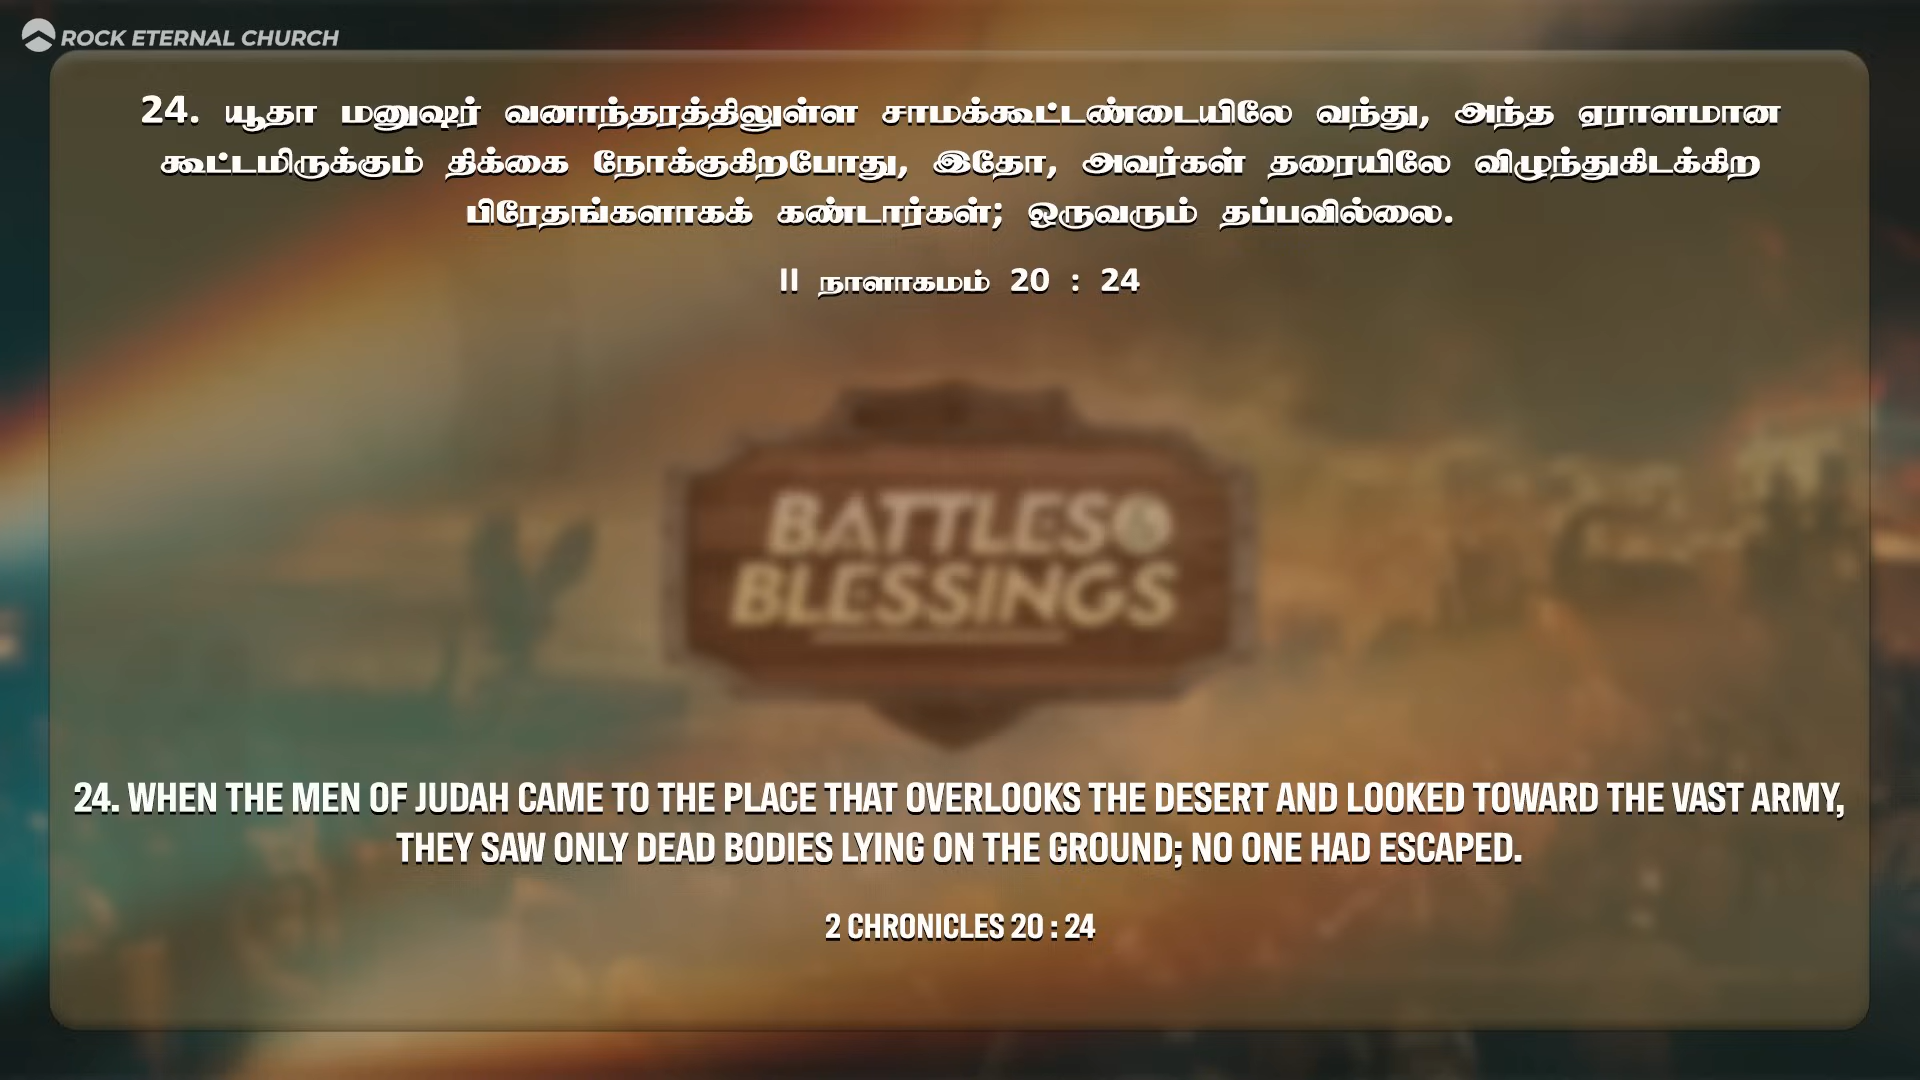 ROCK ETERNAL CHURCH
24. யூதா மனுஷர் வனாந்தரத்திலுள்ள சாமக்கூட்டண்டையிலே வந்து, அந்த ஏராளமான
கூட்டமிருக்கும் திக்கை நோக்குகிறபோது, இதோ, அவர்கள் தரையிலே விழுந்துகிடக்கிற
பிரேதங்களாகக் கண்டார்கள்; ஒருவரும் தப்பவில்லை.
II நாளாகமம் 20 : 24
BATTLES
BLESSINGS
24. WHEN THE MEN OF JUDAH CAME TO THE PLACE THAT OVERLOOKS THE DESERT AND LOOKED TOWARD THE VAST ARMY,
THEY SAW ONLY DEAD BODIES LYING ON THE GROUND; NO ONE HAD ESCAPED.
2 CHRONICLES 20 : 24